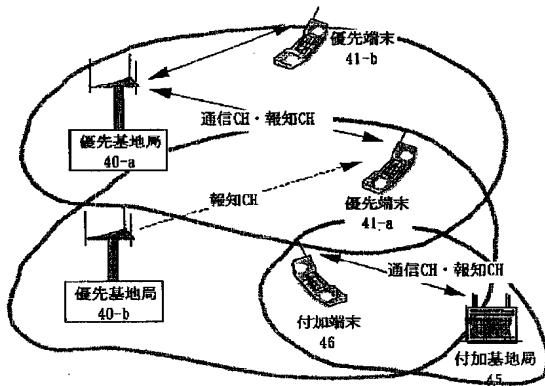 優先端末
41-b
通信CH・報知CH
優先基地局
40-a
優先端末
41-a
報知CH
優先基地局
40-b
通信CH・報知CH
付加端末
46
付加基地局
45